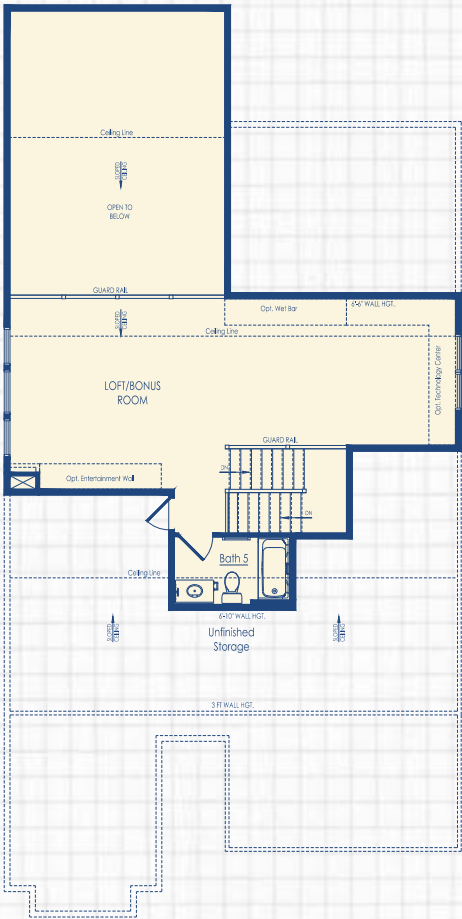 Ceiling Line
SLOPED
CEILING
OPEN TO
BELOW
GUARD RAIL
SLOPED
CEILING
Opt. Wet Bar
6'-6" WALL HGT.
Ceiling Line
LOFT/BONUS
ROOM
Opt. Technology Center
GUARD RAIL
DN
Opt. Entertainment Wall
DN
Bath 5
Ceiling Line
6'-10" WALL HGT.
SLOPED
CEILING
Unfinished
Storage
SLOPED
CEILING
3 FT WALL HGT.